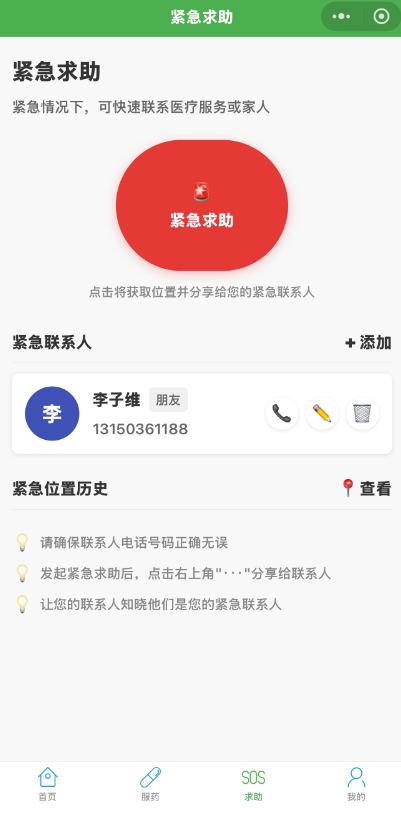 紧急求助
紧急求助
紧急情况下，可快速联系医疗服务或家人
紧急求助
点击将获取位置并分享给您的紧急联系人
紧急联系人 + 添加
李 李子维 朋友
13150361188
紧急位置历史 查看
请确保联系人电话号码正确无误
发起紧急求助后，点击右上角"···"分享给联系人
让您的联系人知晓他们是您的紧急联系人
SOS
首页 服药 求助 我的